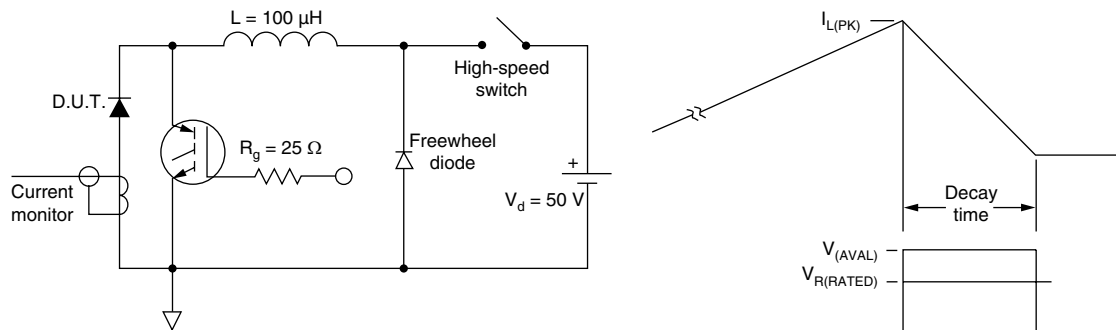 L = 100 μH
D.U.T.
High-speed
switch
R_g = 25 Ω
Freewheel
diode
+
V_d = 50 V
Current
monitor
I_L(PK)
Decay
time
V_(AVAL)
V_R(RATED)